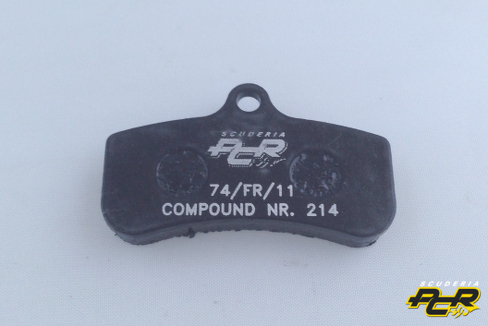 SCUDERIA
PCR
74/FR/11
COMPOUND NR. 214
SCUDERIA
PCR